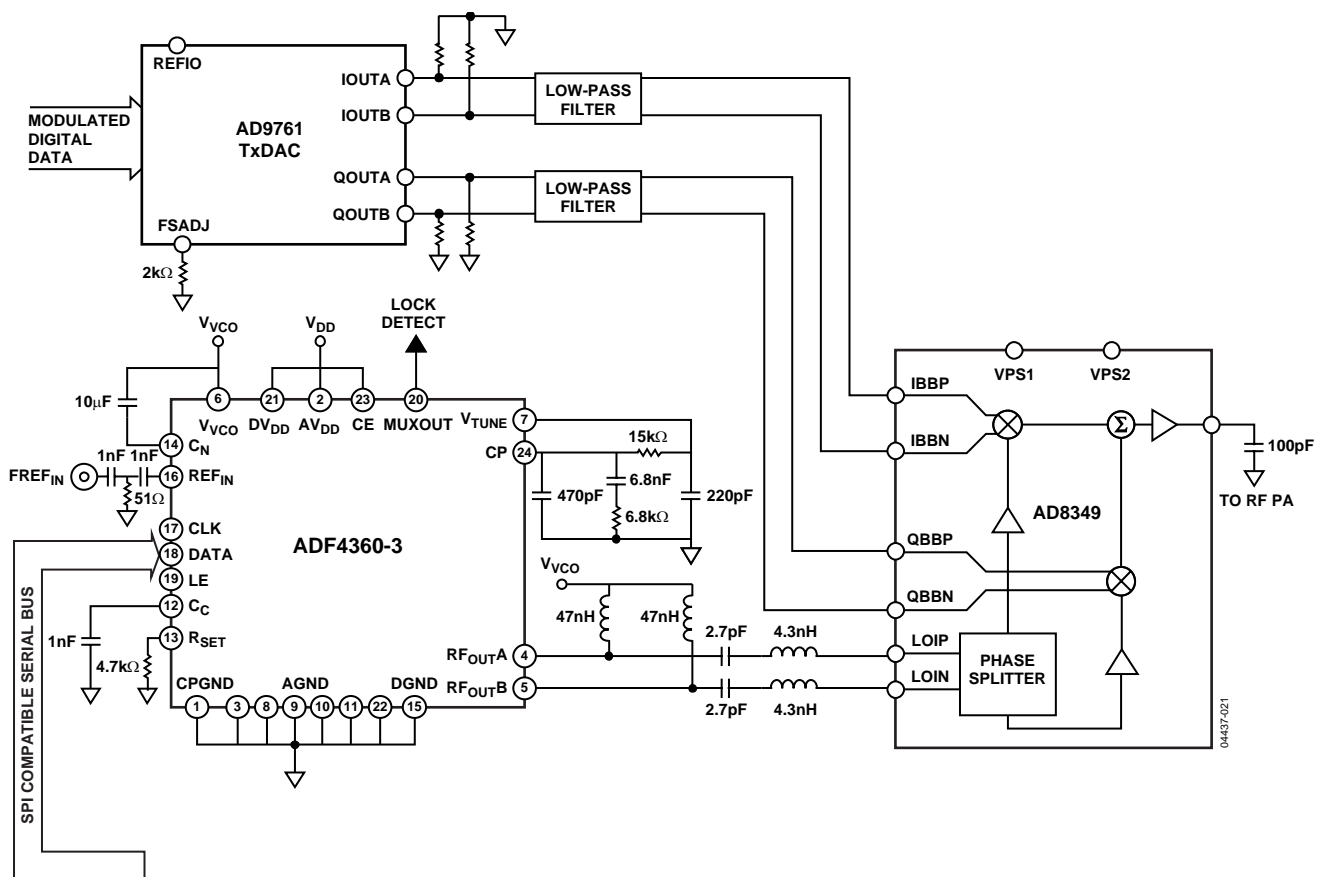 REFIO
IOUTA
IOUTB
QOUTA
QOUTB
MODULATED
DIGITAL
DATA
AD9761
TxDAC
FSADJ
2kΩ
LOW-PASS
FILTER
LOW-PASS
FILTER
VVCO
VDD
LOCK
DETECT
10μF
6
21
2
23
20
VVCO
DVDD
AVDD
CE
MUXOUT
VTUNE
7
CP
24
14
CN
1nF
1nF
FREFIN
16
REFIN
51Ω
17
CLK
18
DATA
19
LE
12
CC
1nF
13
RSET
4.7kΩ
ADF4360-3
15kΩ
470pF
6.8nF
6.8kΩ
220pF
VVCO
47nH
47nH
RFOUTA
4
RFOUTB
5
2.7pF
4.3nH
2.7pF
4.3nH
CPGND
AGND
DGND
1
3
8
9
10
11
22
15
SPI COMPATIBLE SERIAL BUS
VPS1
VPS2
IBBP
IBBN
Σ
AD8349
QBBP
QBBN
LOIP
LOIN
PHASE
SPLITTER
100pF
TO RF PA
04437-021